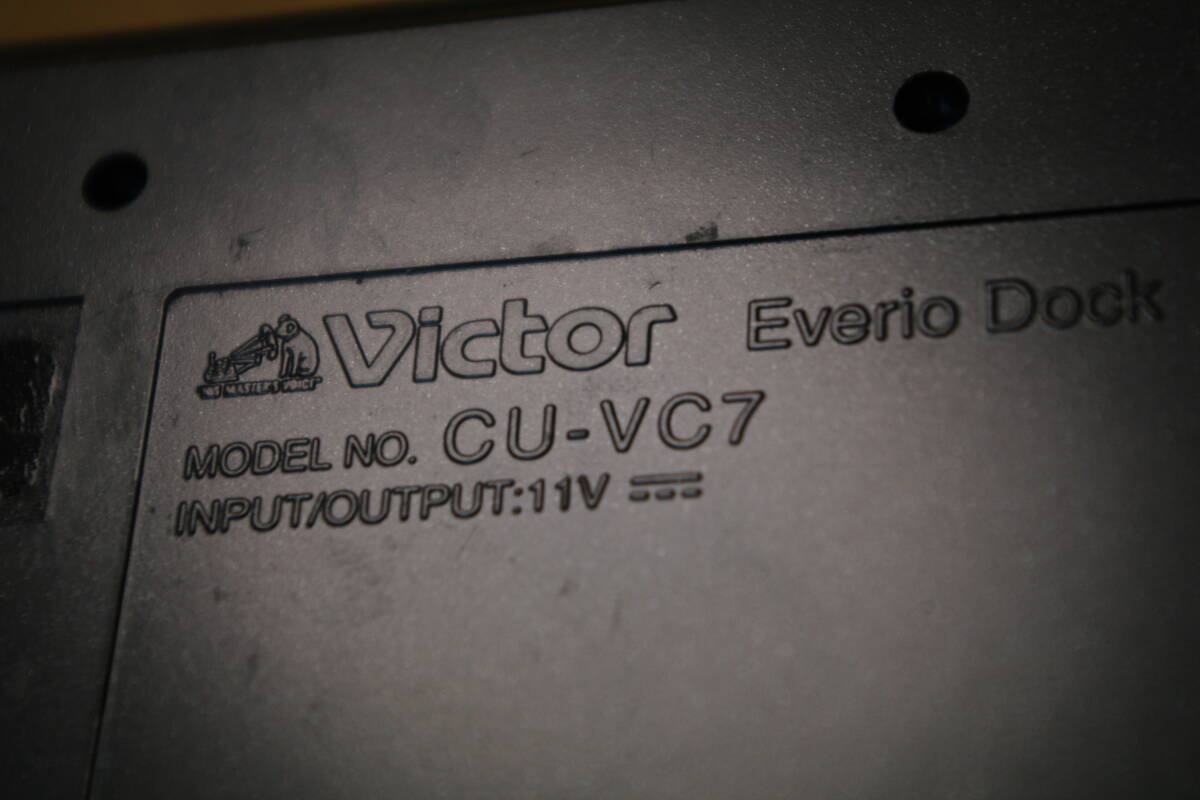 "HIS MASTER'S VOICE"
Victor Everio Dock
MODEL NO. CU-VC7
INPUT/OUTPUT:11V ⎓